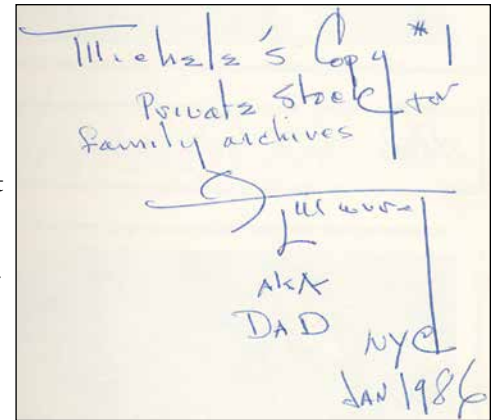 Michele's Copy #1
Private Stock for
family archives
AKA
DAD
NYC
JAN 1986